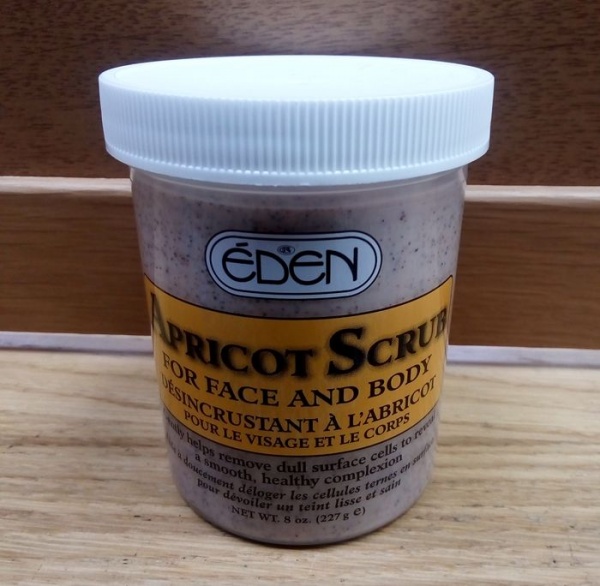 ÉDEN
APRICOT SCRUB
FOR FACE AND BODY
DÉSINCRUSTANT À L'ABRICOT
POUR LE VISAGE ET LE CORPS
helps remove dull surface cells to
a smooth, healthy complexion
à doucement déloger les cellules ternes en
pour dévoiler un teint lisse et sain
NET WT. 8 oz. (227 g e)